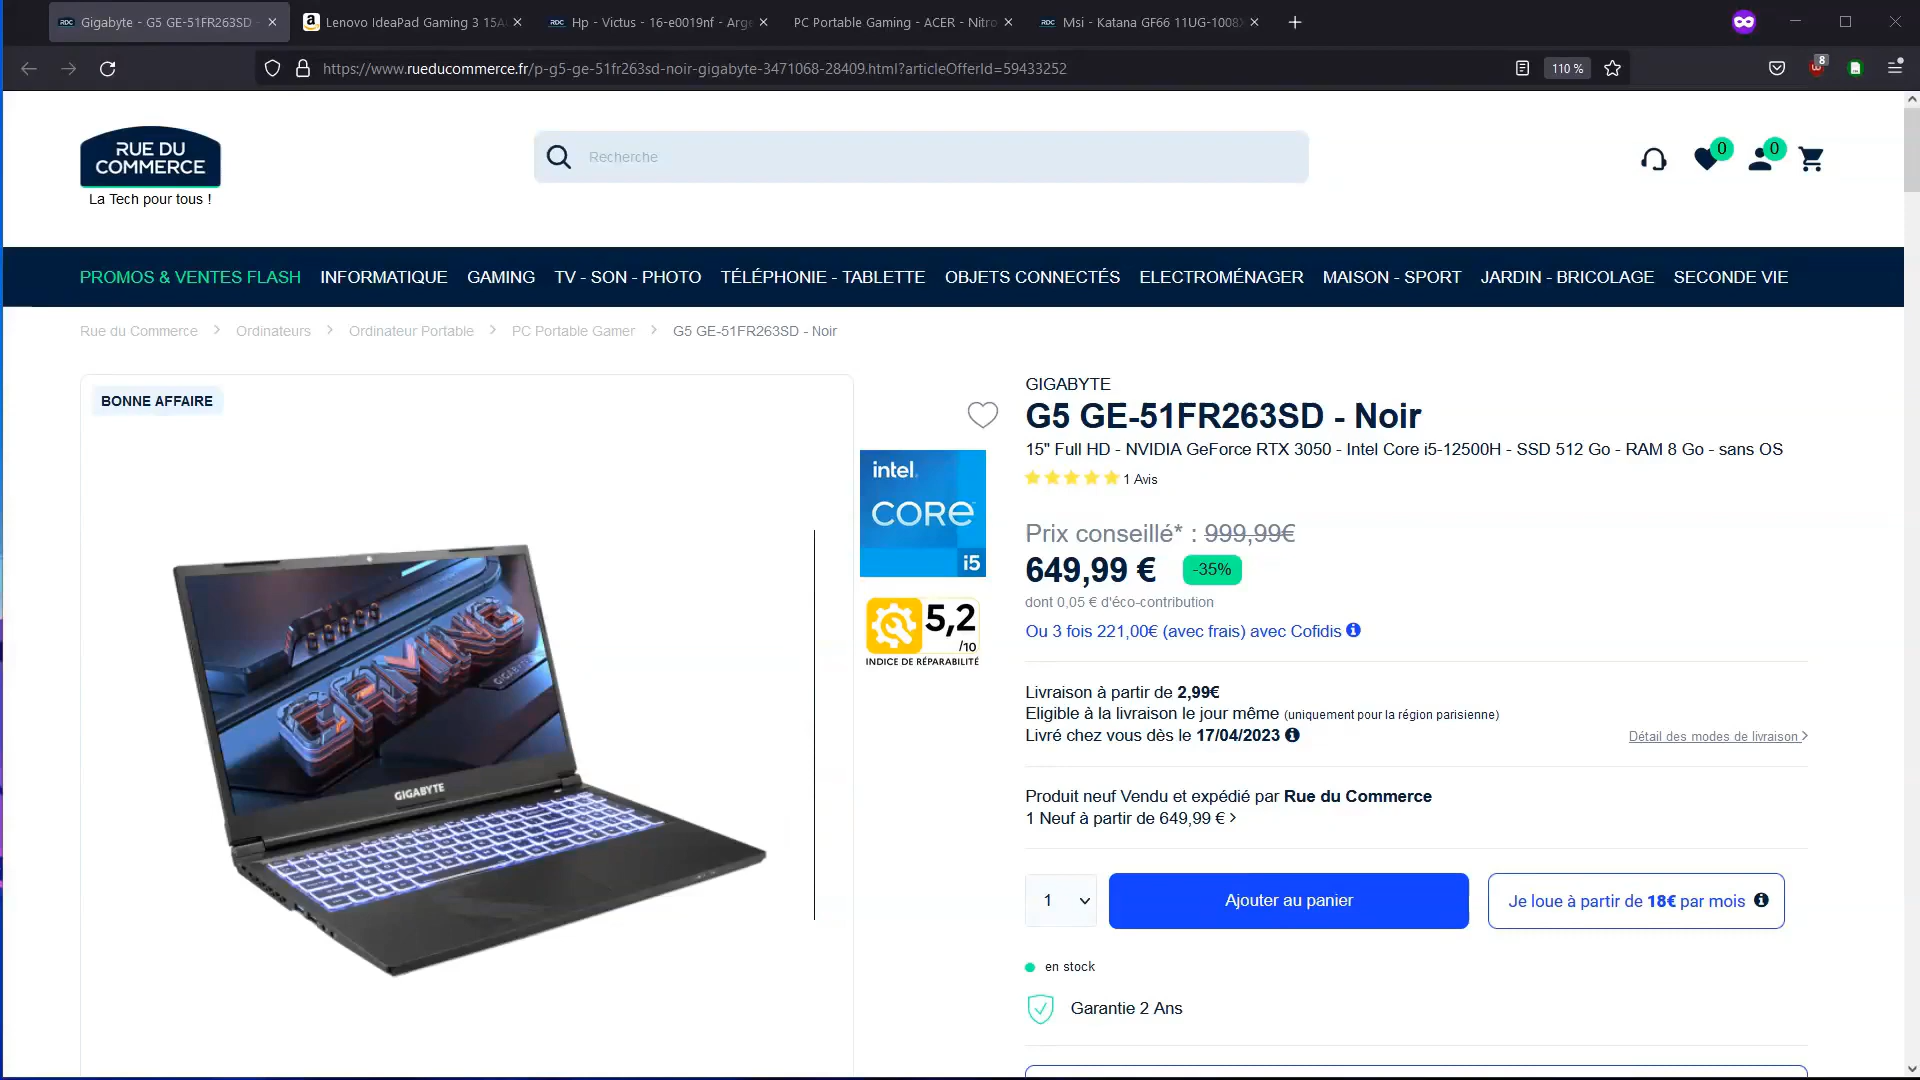 Gigabyte - G5 GE-51FR263SD -
Lenovo IdeaPad Gaming 3 15A
Hp - Victus - 16-e0019nf - Arge
PC Portable Gaming - ACER - Nitro
Msi - Katana GF66 11UG-1008X
https://www.rueducommerce.fr/p-g5-ge-51fr263sd-noir-gigabyte-3471068-28409.html?articleOfferId=59433252
110 %
8
RUE DU
COMMERCE
La Tech pour tous !
Recherche
0
0
PROMOS & VENTES FLASH INFORMATIQUE GAMING TV - SON - PHOTO TÉLÉPHONIE - TABLETTE OBJETS CONNECTÉS ELECTROMÉNAGER MAISON - SPORT JARDIN - BRICOLAGE SECONDE VIE
Rue du Commerce > Ordinateurs > Ordinateur Portable > PC Portable Gamer > G5 GE-51FR263SD - Noir
BONNE AFFAIRE
GAMING
GIGABYTE
GIGABYTE
intel.
CORE
i5
5,2
/10
INDICE DE RÉPARABILITÉ
GIGABYTE
G5 GE-51FR263SD - Noir
15" Full HD - NVIDIA GeForce RTX 3050 - Intel Core i5-12500H - SSD 512 Go - RAM 8 Go - sans OS
1 Avis
Prix conseillé* : 999,99€
649,99 € -35%
dont 0,05 € d'éco-contribution
Ou 3 fois 221,00€ (avec frais) avec Cofidis
Livraison à partir de 2,99€
Eligible à la livraison le jour même (uniquement pour la région parisienne)
Livré chez vous dès le 17/04/2023
Détail des modes de livraison >
Produit neuf Vendu et expédié par Rue du Commerce
1 Neuf à partir de 649,99 € >
1
Ajouter au panier
Je loue à partir de 18€ par mois
en stock
Garantie 2 Ans